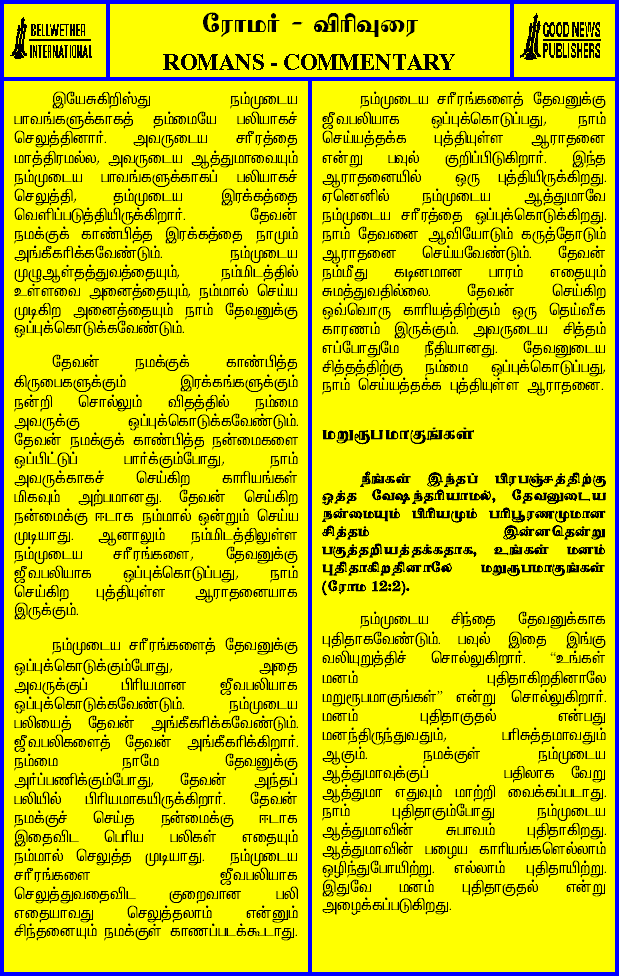 BELLWETHER
INTERNATIONAL
ரோமர் - விரிவுரை
ROMANS - COMMENTARY
GOOD NEWS
PUBLISHERS
இயேசுகிறிஸ்து நம்முடைய
பாவங்களுக்காகத் தம்மையே பலியாகச்
செலுத்தினார். அவருடைய சரீரத்தை
மாத்திரமல்ல, அவருடைய ஆத்துமாவையும்
நம்முடைய பாவங்களுக்காகப் பலியாகச்
செலுத்தி, தம்முடைய இரக்கத்தை
வெளிப்படுத்தியிருக்கிறார். தேவன்
நமக்குக் காண்பித்த இரக்கத்தை நாமும்
அங்கீகரிக்கவேண்டும். நம்முடைய
முழுஆள்தத்துவத்தையும், நம்மிடத்தில்
உள்ளவை அனைத்தையும், நம்மால் செய்ய
முடிகிற அனைத்தையும் நாம் தேவனுக்கு
ஒப்புக்கொடுக்கவேண்டும்.
தேவன் நமக்குக் காண்பித்த
கிருபைகளுக்கும் இரக்கங்களுக்கும்
நன்றி சொல்லும் விதத்தில் நம்மை
அவருக்கு ஒப்புக்கொடுக்கவேண்டும்.
தேவன் நமக்குக் காண்பித்த நன்மைகளை
ஒப்பிட்டுப் பார்க்கும்போது, நாம்
அவருக்காகச் செய்கிற காரியங்கள்
மிகவும் அற்பமானது. தேவன் செய்கிற
நன்மைக்கு ஈடாக நம்மால் ஒன்றும் செய்ய
முடியாது. ஆனாலும் நம்மிடத்திலுள்ள
நம்முடைய சரீரங்களை, தேவனுக்கு
ஜீவபலியாக ஒப்புக்கொடுப்பது, நாம்
செய்கிற புத்தியுள்ள ஆராதனையாக
இருக்கும்.
நம்முடைய சரீரங்களைத் தேவனுக்கு
ஒப்புக்கொடுக்கும்போது, அதை
அவருக்குப் பிரியமான ஜீவபலியாக
ஒப்புக்கொடுக்கவேண்டும். நம்முடைய
பலியைத் தேவன் அங்கீகரிக்கவேண்டும்.
ஜீவபலிகளைத் தேவன் அங்கீகரிக்கிறார்.
நம்மை நாமே தேவனுக்கு
அர்ப்பணிக்கும்போது, தேவன் அந்தப்
பலியில் பிரியமாகயிருக்கிறார். தேவன்
நமக்குச் செய்த நன்மைக்கு ஈடாக
இதைவிட பெரிய பலிகள் எதையும்
நம்மால் செலுத்த முடியாது. நம்முடைய
சரீரங்களை ஜீவபலியாக
செலுத்துவதைவிட குறைவான பலி
எதையாவது செலுத்தலாம் என்னும்
சிந்தனையும் நமக்குள் காணப்படக்கூடாது.
நம்முடைய சரீரங்களைத் தேவனுக்கு
ஜீவபலியாக ஒப்புக்கொடுப்பது, நாம்
செய்யத்தக்க புத்தியுள்ள ஆராதனை
என்று பவுல் குறிப்பிடுகிறார். இந்த
ஆராதனையில் ஒரு புத்தியிருக்கிறது.
ஏனெனில் நம்முடைய ஆத்துமாவே
நம்முடைய சரீரத்தை ஒப்புக்கொடுக்கிறது.
நாம் தேவனை ஆவியோடும் கருத்தோடும்
ஆராதனை செய்யவேண்டும். தேவன்
நம்மீது கடினமான பாரம் எதையும்
சுமத்துவதில்லை. தேவன் செய்கிற
ஒவ்வொரு காரியத்திற்கும் ஒரு தெய்வீக
காரணம் இருக்கும். அவருடைய சித்தம்
எப்போதுமே நீதியானது. தேவனுடைய
சித்தத்திற்கு நம்மை ஒப்புக்கொடுப்பது,
நாம் செய்யத்தக்க புத்தியுள்ள ஆராதனை.
மறுரூபமாகுங்கள்
நீங்கள் இந்தப் பிரபஞ்சத்திற்கு
ஒத்த வேஷந்தரியாமல், தேவனுடைய
நன்மையும் பிரியமும் பரிபூரணமுமான
சித்தம் இன்னதென்று
பகுத்தறியத்தக்கதாக, உங்கள் மனம்
புதிதாகிறதினாலே மறுரூபமாகுங்கள்
(ரோம 12:2).
நம்முடைய சிந்தை தேவனுக்காக
புதிதாகவேண்டும். பவுல் இதை இங்கு
வலியுறுத்திச் சொல்லுகிறார். “உங்கள்
மனம் புதிதாகிறதினாலே
மறுரூபமாகுங்கள்” என்று சொல்லுகிறார்.
மனம் புதிதாகுதல் என்பது
மனந்திருந்துவதும், பரிசுத்தமாவதும்
ஆகும். நமக்குள் நம்முடைய
ஆத்துமாவுக்குப் பதிலாக வேறு
ஆத்துமா எதுவும் மாற்றி வைக்கப்படாது.
நாம் புதிதாகும்போது நம்முடைய
ஆத்துமாவின் சுபாவம் புதிதாகிறது.
ஆத்துமாவின் பழைய காரியங்களெல்லாம்
ஒழிந்துபோயிற்று. எல்லாம் புதிதாயிற்று.
இதுவே மனம் புதிதாகுதல் என்று
அழைக்கப்படுகிறது.